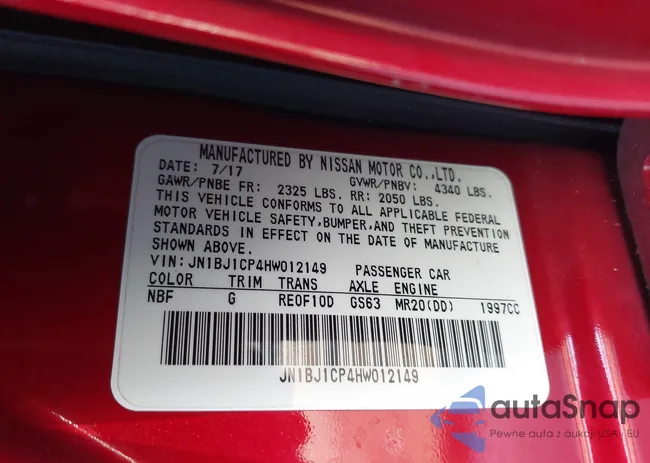 MANUFACTURED BY NISSAN MOTOR CO.,LTD.
DATE: 7/17 GVWR/PNBV: 4340 LBS.
GAWR/PNBE FR: 2325 LBS. RR: 2050 LBS.
THIS VEHICLE CONFORMS TO ALL APPLICABLE FEDERAL
MOTOR VEHICLE SAFETY,BUMPER,AND THEFT PREVENTION
STANDARDS IN EFFECT ON THE DATE OF MANUFACTURE
SHOWN ABOVE.
VIN: JN1BJ1CP4HW012149 PASSENGER CAR
COLOR TRIM TRANS AXLE ENGINE
NBF G RE0F10D GS63 MR20(DD) 1997CC
JN1BJ1CP4HW012149
autaSnap
Pewne auta z aukcji USA i EU